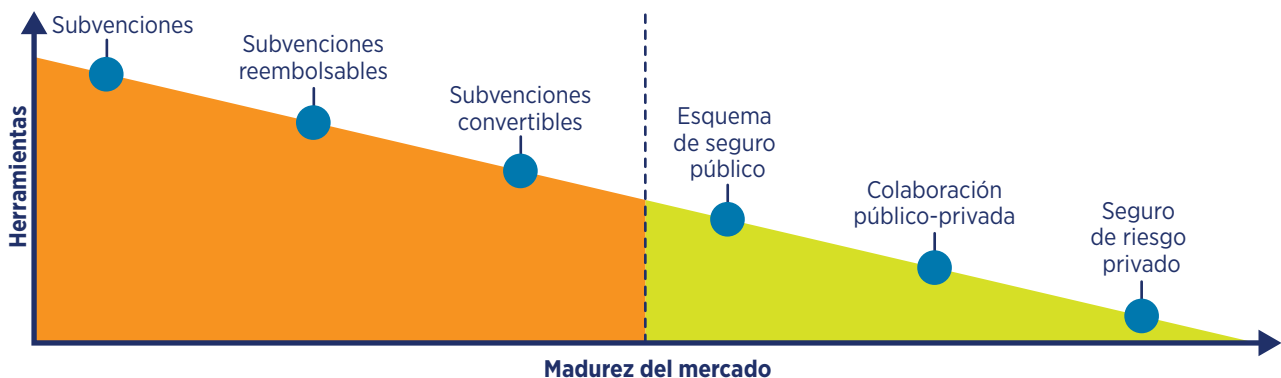 Subvenciones
Subvenciones
reembolsables
Subvenciones
convertibles
Esquema
de seguro
público
Colaboración
público-privada
Seguro
de riesgo
privado
Herramientas
Madurez del mercado